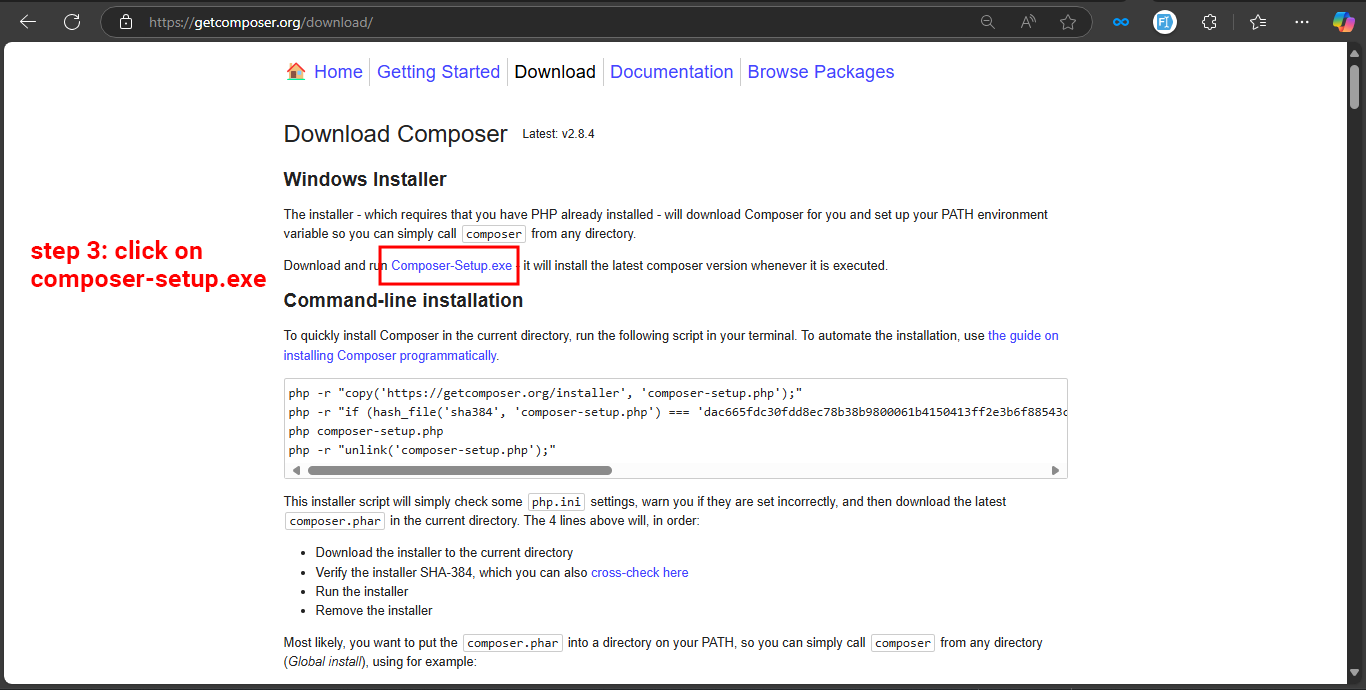 https://getcomposer.org/download/
Home
Getting Started
Download
Documentation
Browse Packages
Download Composer Latest: v2.8.4
Windows Installer
The installer - which requires that you have PHP already installed - will download Composer for you and set up your PATH environment
variable so you can simply call composer from any directory.
step 3: click on
composer-setup.exe
Download and run Composer-Setup.exe - it will install the latest composer version whenever it is executed.
Command-line installation
To quickly install Composer in the current directory, run the following script in your terminal. To automate the installation, use the guide on
installing Composer programmatically.
php -r "copy('https://getcomposer.org/installer', 'composer-setup.php');"
php -r "if (hash_file('sha384', 'composer-setup.php') === 'dac665fdc30fdd8ec78b38b9800061b4150413ff2e3b6f88543c
php composer-setup.php
php -r "unlink('composer-setup.php');"
This installer script will simply check some php.ini settings, warn you if they are set incorrectly, and then download the latest
composer.phar in the current directory. The 4 lines above will, in order:
• Download the installer to the current directory
• Verify the installer SHA-384, which you can also cross-check here
• Run the installer
• Remove the installer
Most likely, you want to put the composer.phar into a directory on your PATH, so you can simply call composer from any directory
(Global install), using for example: